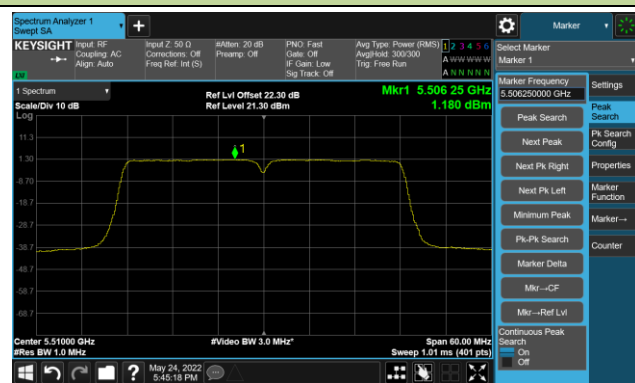 Spectrum Analyzer 1
Swept SA
Marker
KEYSIGHT
Input: RF
Coupling: AC
Align: Auto
Input Z: 50 Ω
Corrections: Off
Freq Ref: Int (S)
#Atten: 20 dB
Preamp: Off
PNO: Fast
Gate: Off
IF Gain: Low
Sig Track: Off
Avg Type: Power (RMS)
Avg|Hold: 300/300
Trig: Free Run
1 2 3 4 5 6
A W W W W W
A N N N N N
LW
Select Marker
Marker 1
1 Spectrum
Scale/Div 10 dB
Log
Ref Lvl Offset 22.30 dB
Ref Level 21.30 dBm
Mkr1 5.506 25 GHz
1.180 dBm
11.3
1.30
-8.70
-18.7
-28.7
-38.7
-48.7
-58.7
-68.7
1
Center 5.51000 GHz
#Res BW 1.0 MHz
#Video BW 3.0 MHz*
Span 60.00 MHz
Sweep 1.01 ms (401 pts)
Marker Frequency
5.506250000 GHz
Peak Search
Next Peak
Next Pk Right
Next Pk Left
Minimum Peak
Pk-Pk Search
Marker Delta
Mkr→CF
Mkr→Ref Lvl
Continuous Peak
Search
On
Off
Settings
Peak
Search
Pk Search
Config
Properties
Marker
Function
Marker→
Counter
May 24, 2022
5:45:18 PM